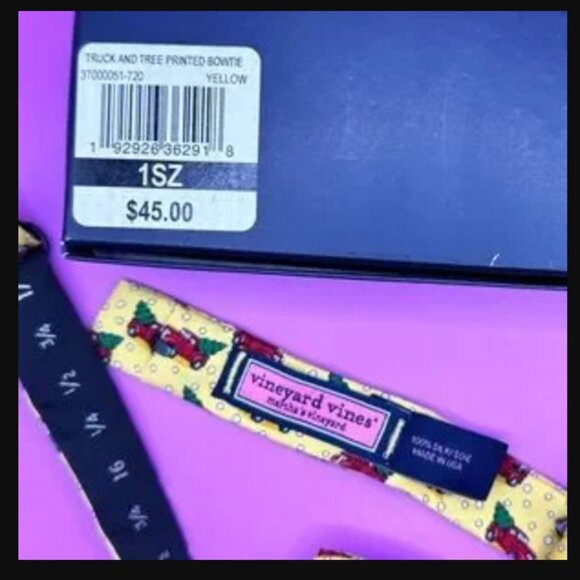 TRUCK AND TREE PRINTED BOWTIE
37000051-720 YELLOW
1 92926 36291 8
1SZ
$45.00
3/4
1/2
1/4
16
3/4
vineyard vines
martha's vineyard
100% SILK/SOIE
MADE IN USA